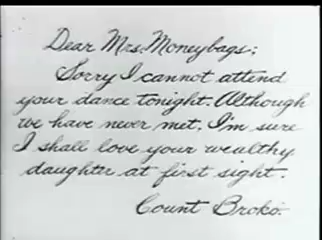 Dear Mrs. Moneybags:
Sorry I cannot attend
your dance tonight. Although
we have never met, I'm sure
I shall love your wealthy
daughter at first sight.
Count Broko.